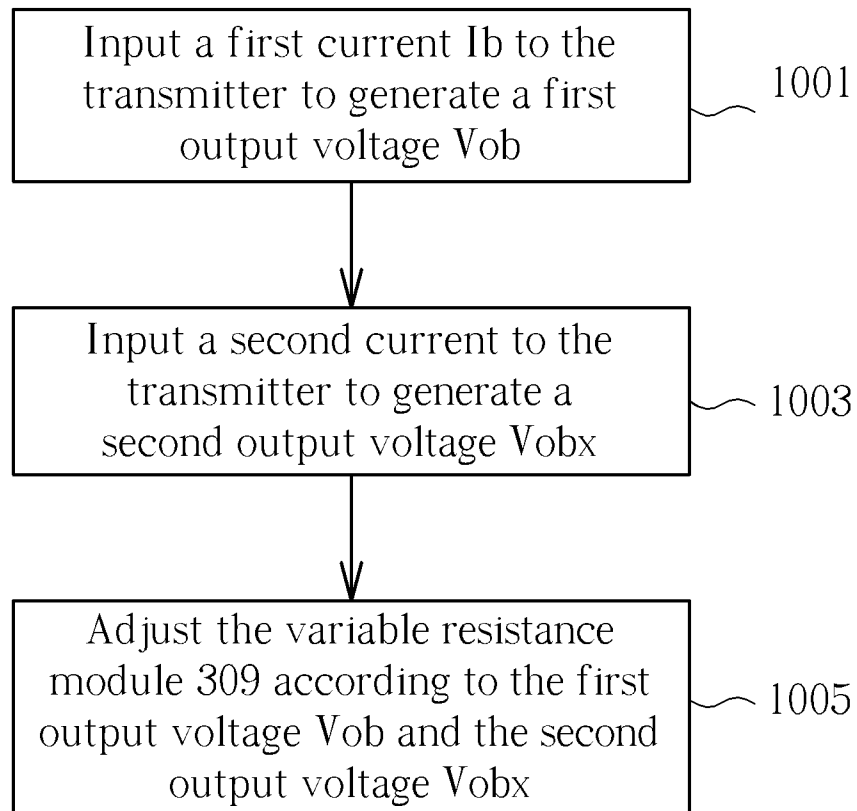 Input a first current Ib to the
transmitter to generate a first
output voltage Vob
1001
Input a second current to the
transmitter to generate a
second output voltage Vobx
1003
Adjust the variable resistance
module 309 according to the first
output voltage Vob and the second
output voltage Vobx
1005